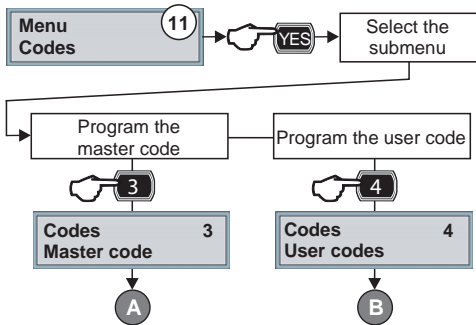 Menu
11
Codes
YES
Select the
submenu
Program the
master code
Program the user code
3
4
Codes 3
Master code
Codes 4
User codes
A
B